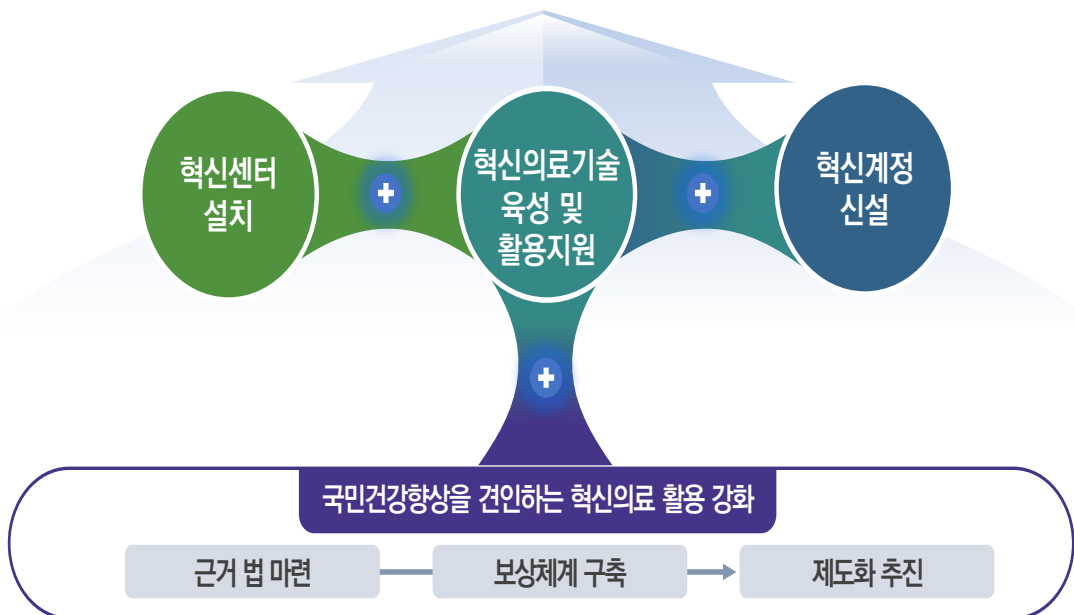 혁신센터
설치
혁신의료기술
육성 및
활용지원
혁신계정
신설
국민건강향상을 견인하는 혁신의료 활용 강화
근거 법 마련
보상체계 구축
제도화 추진